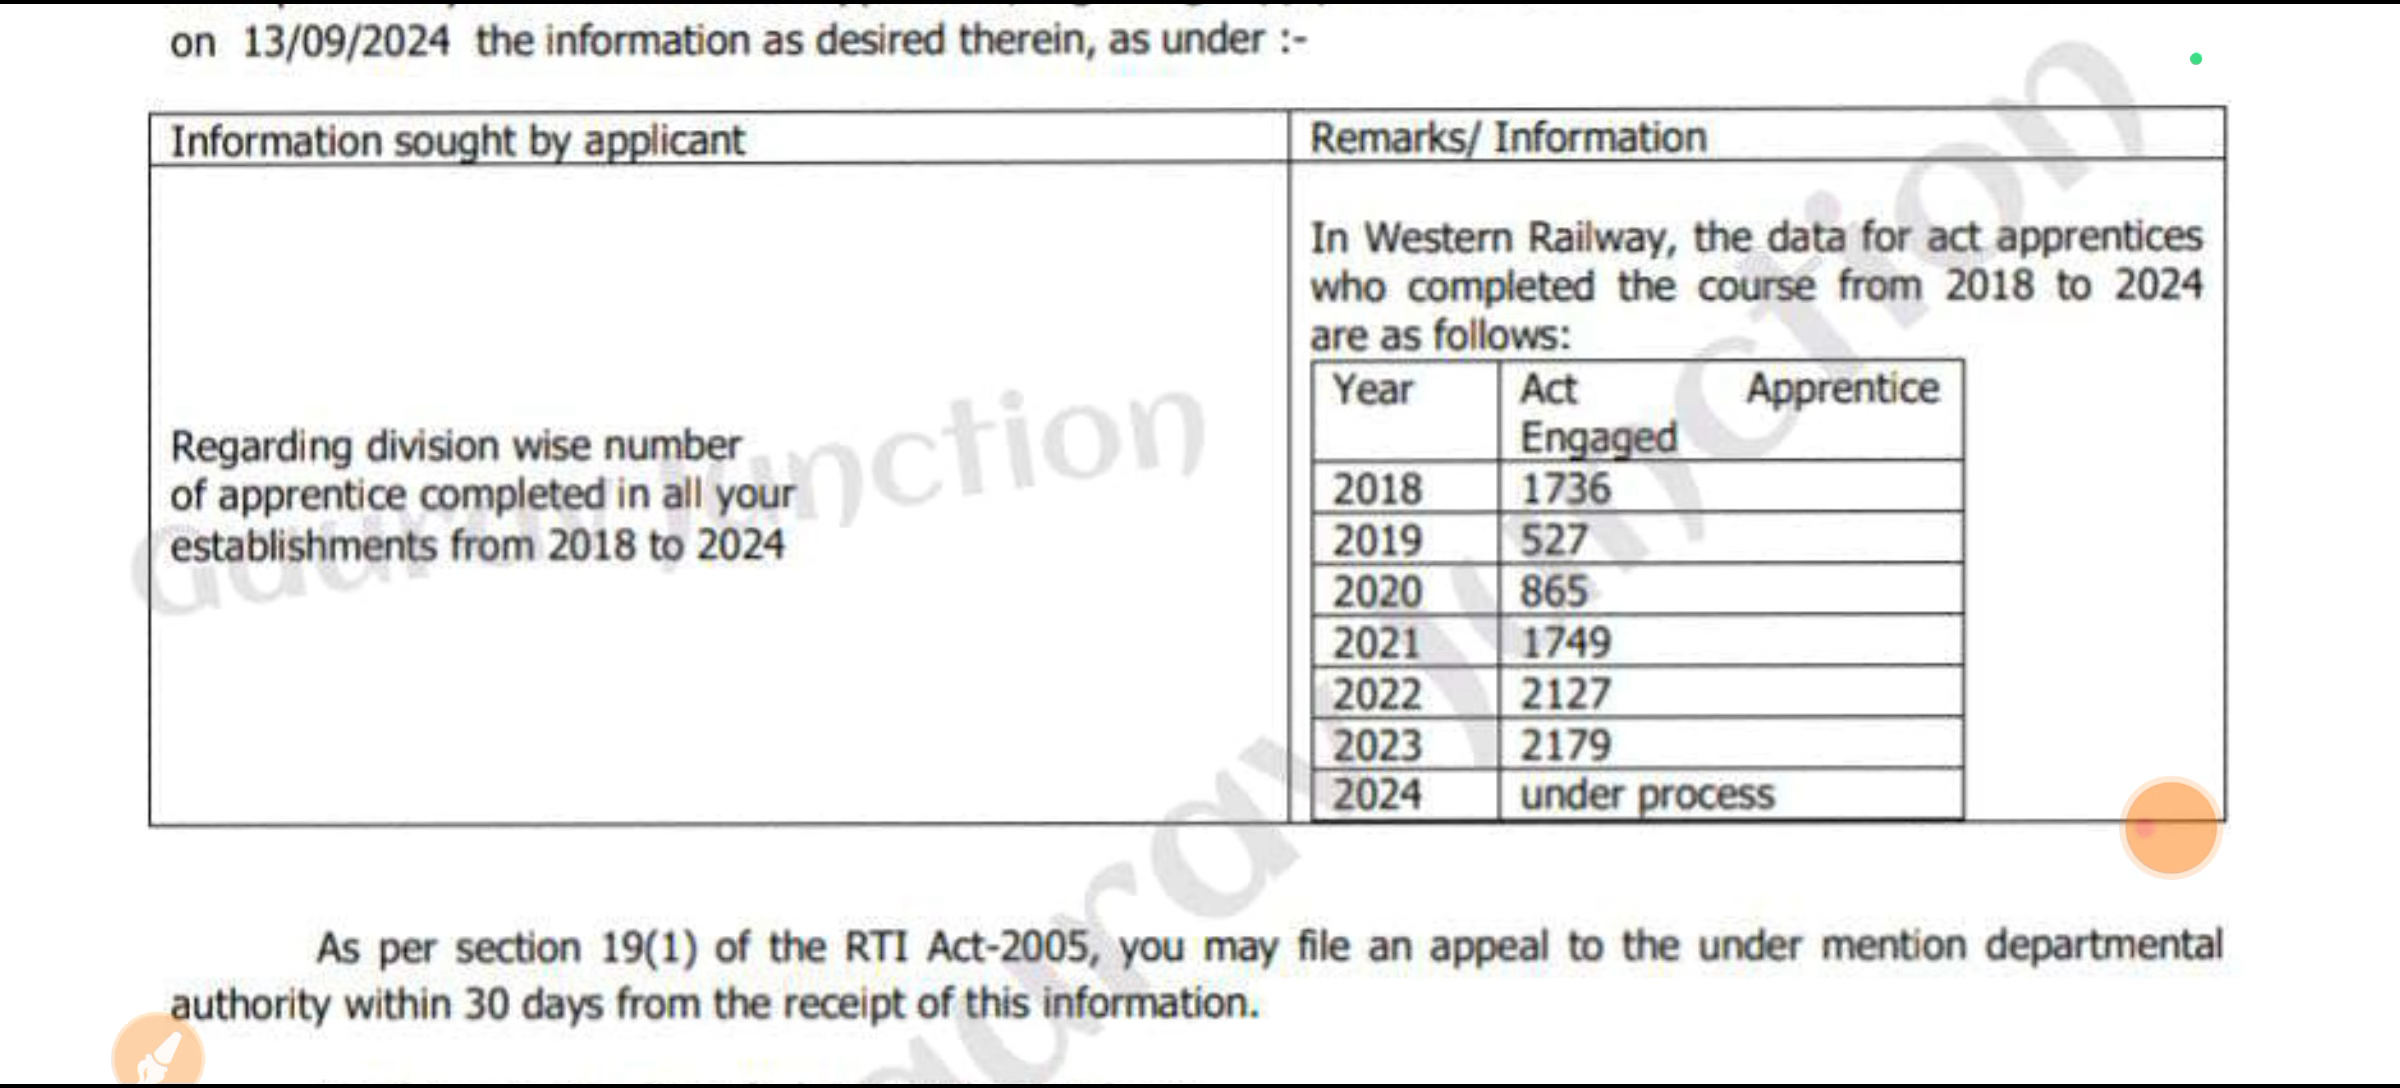 on 13/09/2024 the information as desired therein, as under :-
Information sought by applicant
Remarks/ Information
Regarding division wise number
of apprentice completed in all your
establishments from 2018 to 2024
In Western Railway, the data for act apprentices
who completed the course from 2018 to 2024
are as follows:
Year Act Apprentice
Engaged
2018 1736
2019 527
2020 865
2021 1749
2022 2127
2023 2179
2024 under process
As per section 19(1) of the RTI Act-2005, you may file an appeal to the under mention departmental
authority within 30 days from the receipt of this information.
Gaurav Junction
Gaurav Junction